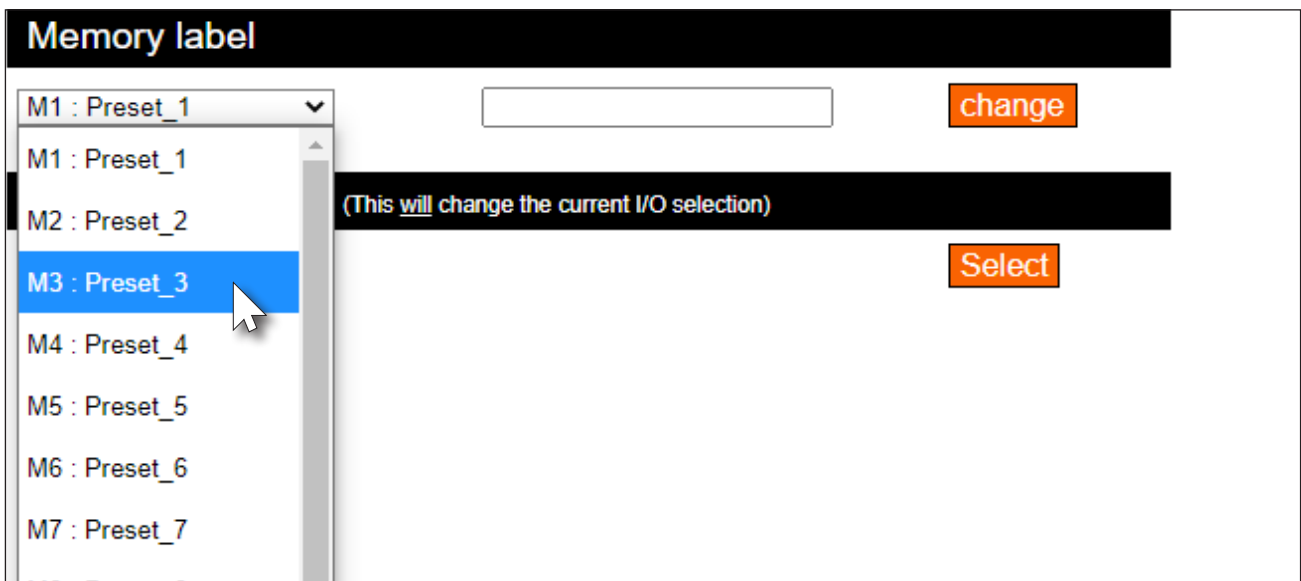 Memory label
M1 : Preset_1 change
M1 : Preset_1
M2 : Preset_2
(This will change the current I/O selection)
M3 : Preset_3
Select
M4 : Preset_4
M5 : Preset_5
M6 : Preset_6
M7 : Preset_7